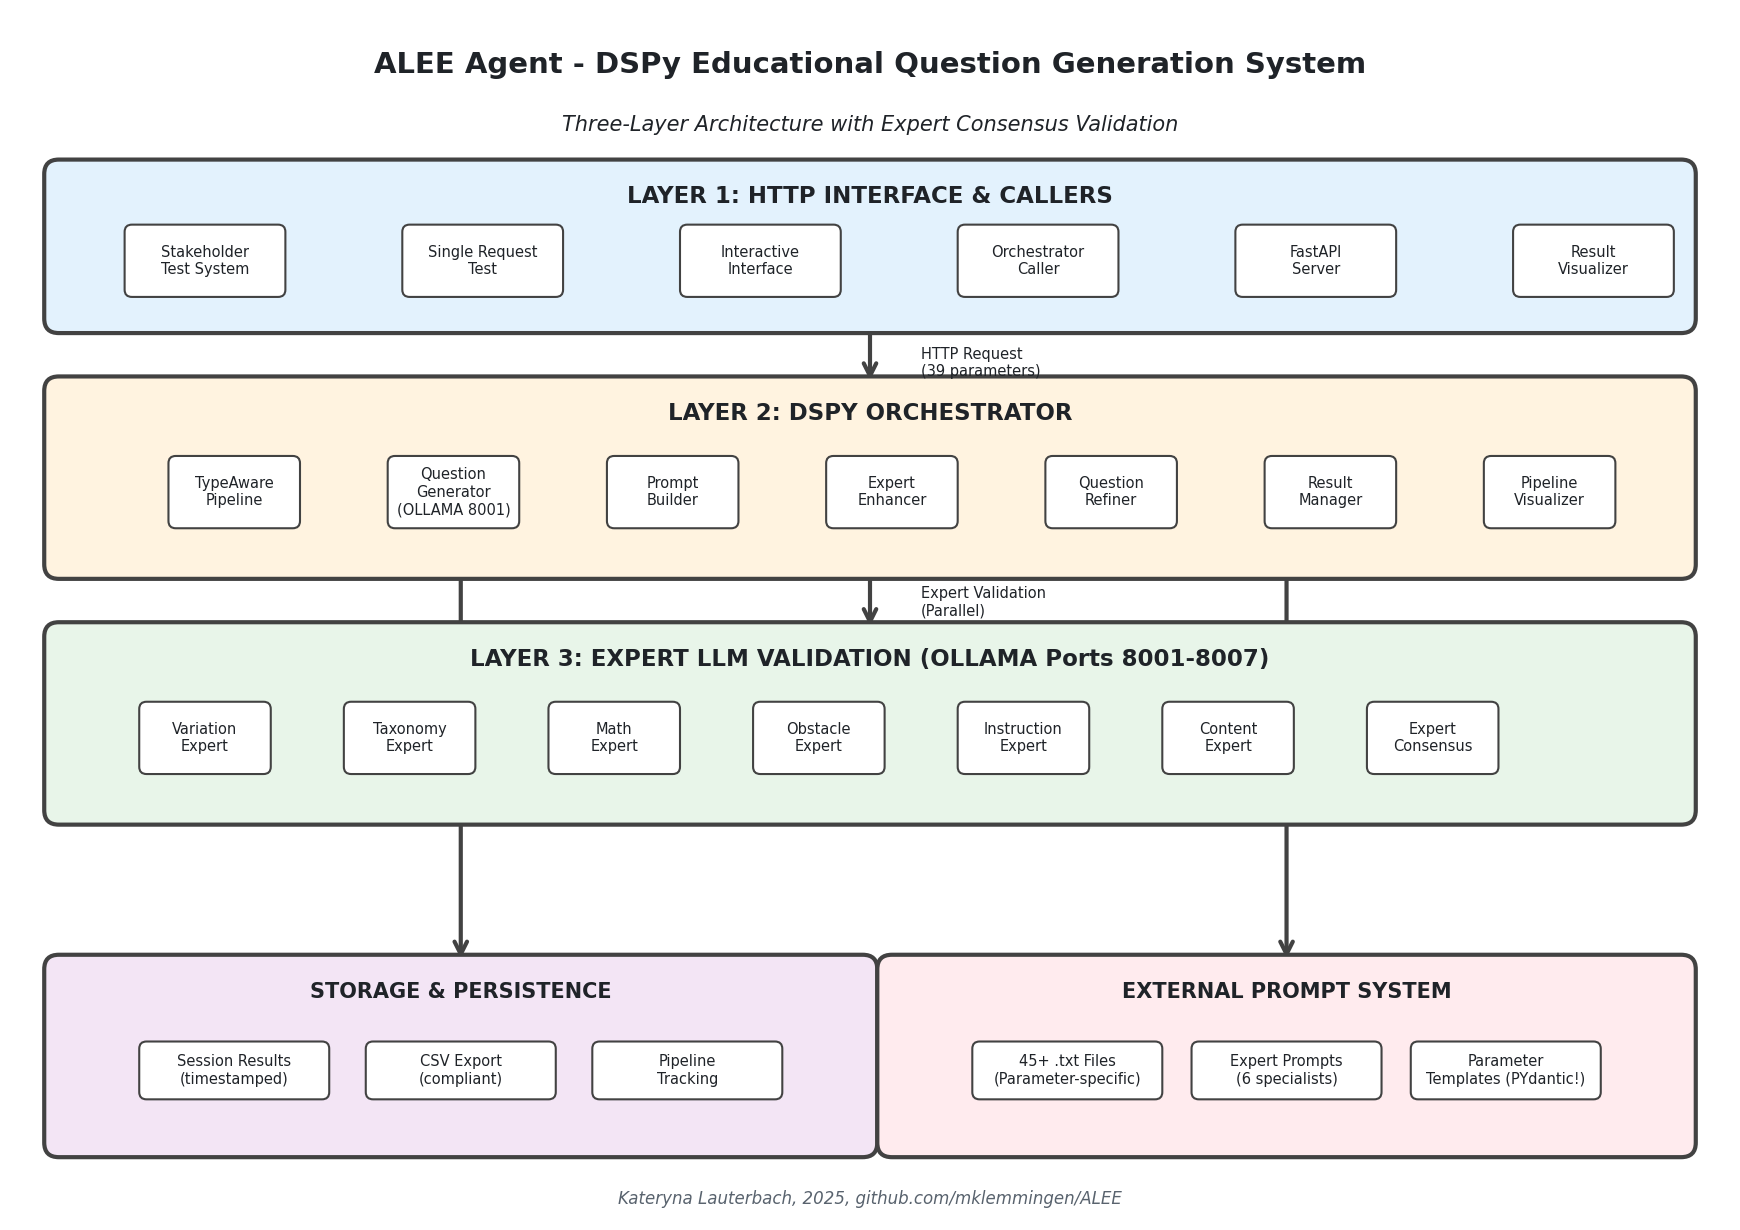 ALEE Agent - DSPy Educational Question Generation System
Three-Layer Architecture with Expert Consensus Validation
LAYER 1: HTTP INTERFACE & CALLERS
Stakeholder
Test System
Single Request
Test
Interactive
Interface
Orchestrator
Caller
FastAPI
Server
Result
Visualizer
HTTP Request
(39 parameters)
LAYER 2: DSPY ORCHESTRATOR
TypeAware
Pipeline
Question
Generator
(OLLAMA 8001)
Prompt
Builder
Expert
Enhancer
Question
Refiner
Result
Manager
Pipeline
Visualizer
Expert Validation
(Parallel)
LAYER 3: EXPERT LLM VALIDATION (OLLAMA Ports 8001-8007)
Variation
Expert
Taxonomy
Expert
Math
Expert
Obstacle
Expert
Instruction
Expert
Content
Expert
Expert
Consensus
STORAGE & PERSISTENCE
Session Results
(timestamped)
CSV Export
(compliant)
Pipeline
Tracking
EXTERNAL PROMPT SYSTEM
45+ .txt Files
(Parameter-specific)
Expert Prompts
(6 specialists)
Parameter
Templates (PYdantic!)
Kateryna Lauterbach, 2025, github.com/mklemmingen/ALEE